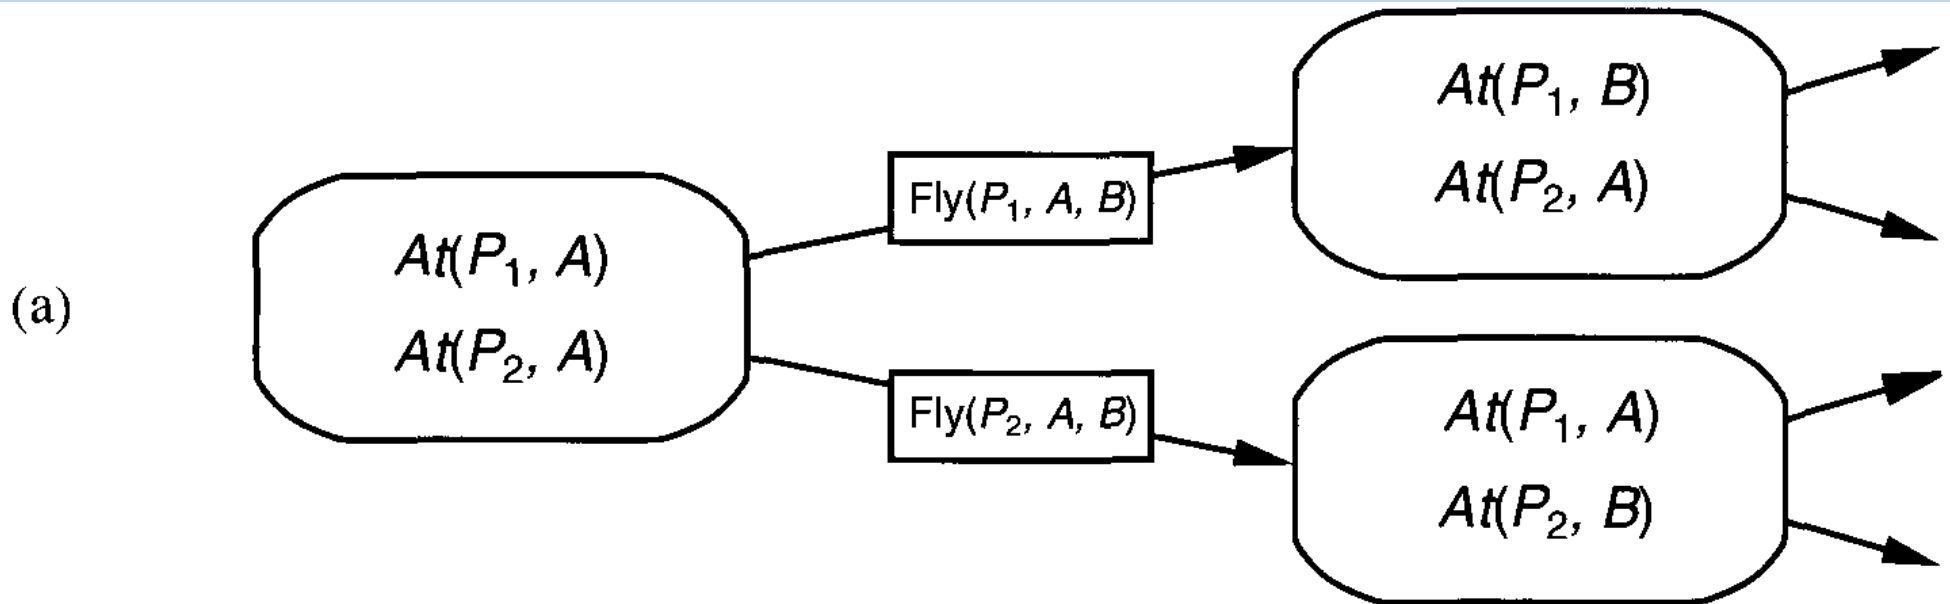 (a)
At(P₁, A)
At(P₂, A)
Fly(P₁, A, B)
Fly(P₂, A, B)
At(P₁, B)
At(P₂, A)
At(P₁, A)
At(P₂, B)